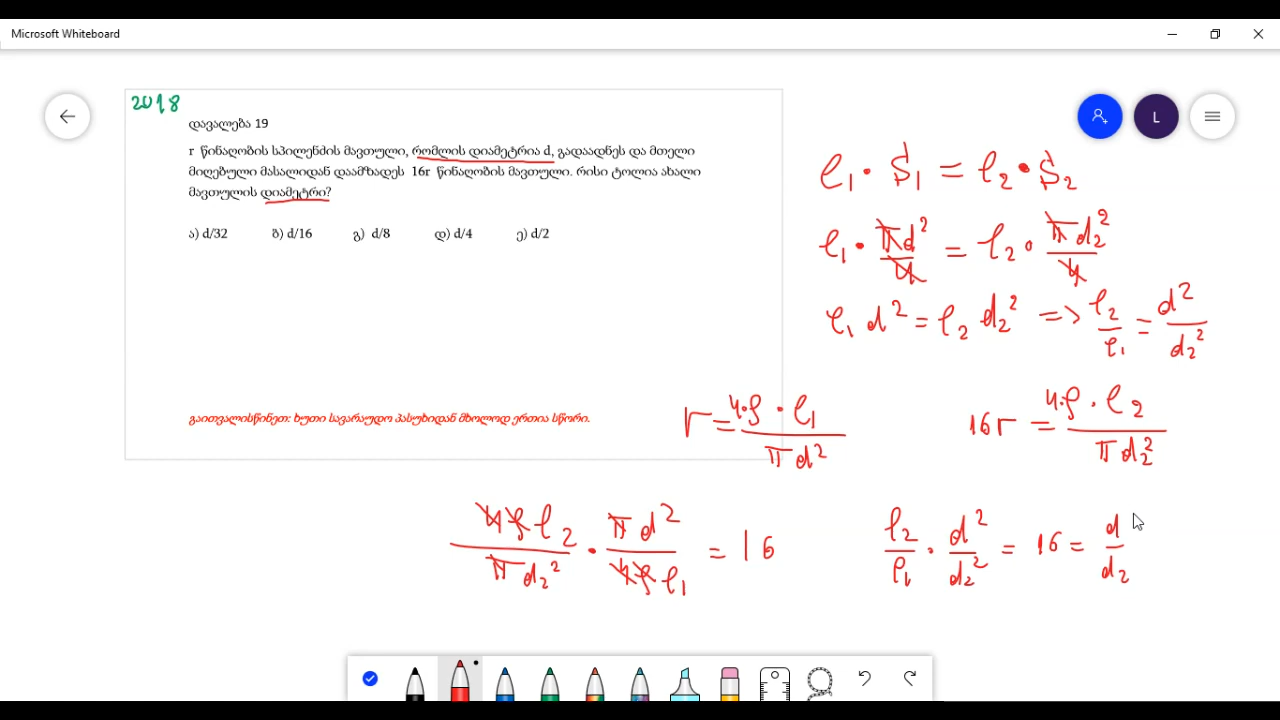 Microsoft Whiteboard
2018
დავალება 19
r წინაღობის სპილენძის მავთული, რომლის დიამეტრია d, გადაადნეს და მთელი
მიღებული მასალიდან დაამზადეს 16r წინაღობის მავთული. რისი ტოლია ახალი
მავთულის დიამეტრი?
ა) d/32 ბ) d/16 გ) d/8 დ) d/4 ე) d/2
გაითვალისწინეთ: ხუთი სავარაუდო პასუხიდან მხოლოდ ერთია სწორი.
L
ℓ₁ · S₁ = ℓ₂ · S₂
ℓ₁ · πd²/4 = ℓ₂ · πd₂²/4
ℓ₁ d² = ℓ₂ d₂² => ℓ₂/ℓ₁ = d²/d₂²
r = 4·ρ · ℓ₁/πd² 16r = 4·ρ · ℓ₂/πd₂²
4ρℓ₂/πd₂² · πd²/4ρℓ₁ = 16 ℓ₂/ℓ₁ · d²/d₂² = 16 = d/d₂